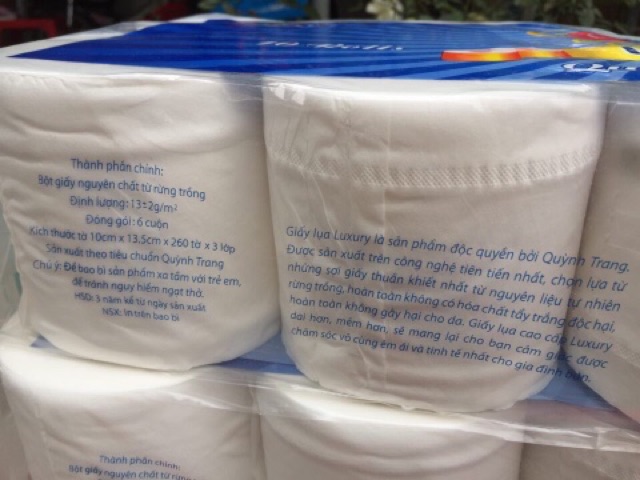 Thành phần chính:
Bột giấy nguyên chất từ rừng trồng
Định lượng: 13±2g/m²
Đóng gói: 6 cuộn
Kích thước tờ 10cm x 13.5cm x 260 tờ x 3 lớp
Sản xuất theo tiêu chuẩn Quỳnh Trang
Chú ý: Để bao bì sản phẩm xa tầm với trẻ em,
để tránh nguy hiểm ngạt thở.
HSD: 3 năm kể từ ngày sản xuất
NSX: In trên bao bì
Giấy lụa Luxury là sản phẩm độc quyền bởi Quỳnh Trang.
Được sản xuất trên công nghệ tiên tiến nhất, chọn lựa từ
những sợi giấy thuần khiết nhất từ nguyên liệu tự nhiên
rừng trồng, hoàn toàn không có hóa chất tẩy trắng độc hại,
hoàn toàn không gây hại cho da. Giấy lụa cao cấp Luxury
dai hơn, mềm hơn, sẽ mang lại cho bạn cảm giác được
chăm sóc vô cùng êm ái và tinh tế nhất cho gia đình bạn.
Thành phần chính:
Bột giấy nguyên chất từ rừng